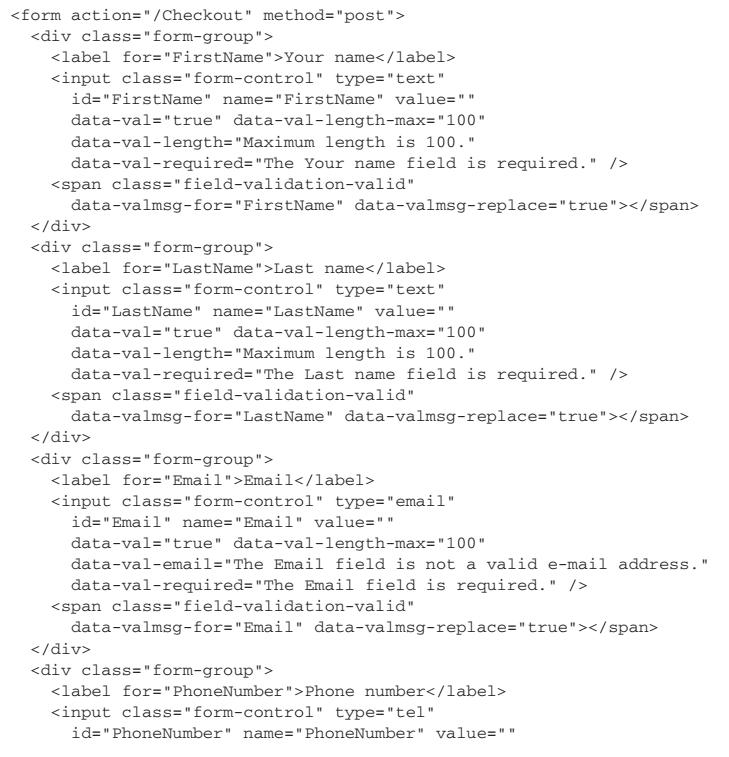 <form action="/Checkout" method="post">
  <div class="form-group">
    <label for="FirstName">Your name</label>
    <input class="form-control" type="text"
      id="FirstName" name="FirstName" value=""
      data-val="true" data-val-length-max="100"
      data-val-length="Maximum length is 100."
      data-val-required="The Your name field is required." />
    <span class="field-validation-valid"
      data-valmsg-for="FirstName" data-valmsg-replace="true"></span>
  </div>
  <div class="form-group">
    <label for="LastName">Last name</label>
    <input class="form-control" type="text"
      id="LastName" name="LastName" value=""
      data-val="true" data-val-length-max="100"
      data-val-length="Maximum length is 100."
      data-val-required="The Last name field is required." />
    <span class="field-validation-valid"
      data-valmsg-for="LastName" data-valmsg-replace="true"></span>
  </div>
  <div class="form-group">
    <label for="Email">Email</label>
    <input class="form-control" type="email"
      id="Email" name="Email" value=""
      data-val="true" data-val-length-max="100"
      data-val-email="The Email field is not a valid e-mail address."
      data-val-required="The Email field is required." />
    <span class="field-validation-valid"
      data-valmsg-for="Email" data-valmsg-replace="true"></span>
  </div>
  <div class="form-group">
    <label for="PhoneNumber">Phone number</label>
    <input class="form-control" type="tel"
      id="PhoneNumber" name="PhoneNumber" value=""